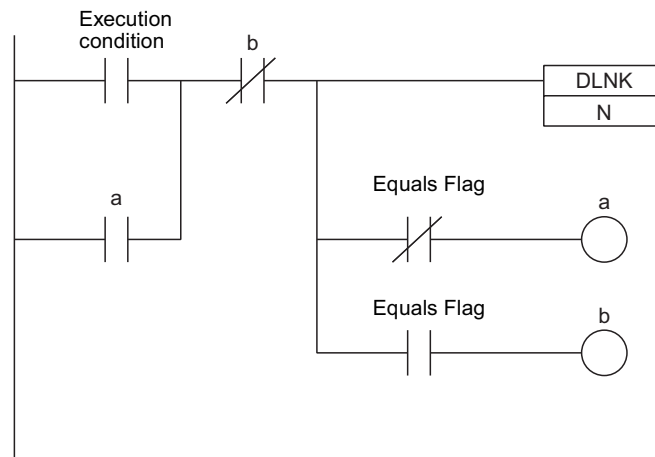 Execution
condition
b
DLNK
N
a
Equals Flag
a
Equals Flag
b